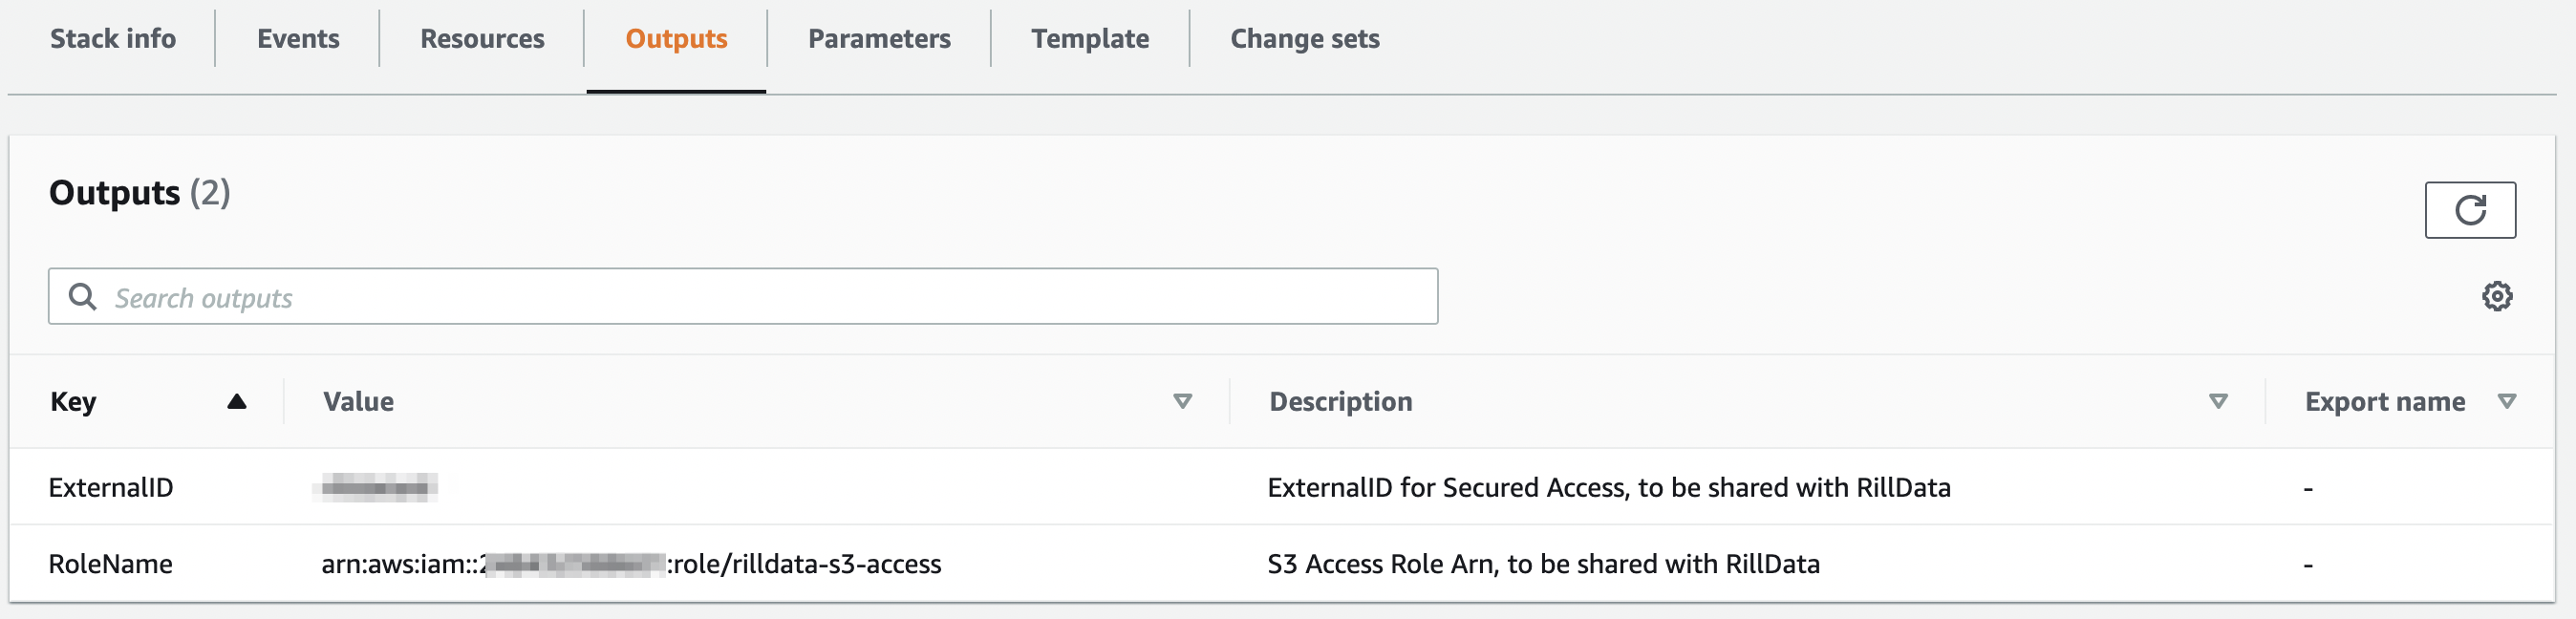 Stack info Events Resources Outputs Parameters Template Change sets
Outputs (2)
Search outputs
Key Value Description Export name
ExternalID ExternalID for Secured Access, to be shared with RillData -
RoleName arn:aws:iam::2 :role/rilldata-s3-access S3 Access Role Arn, to be shared with RillData -